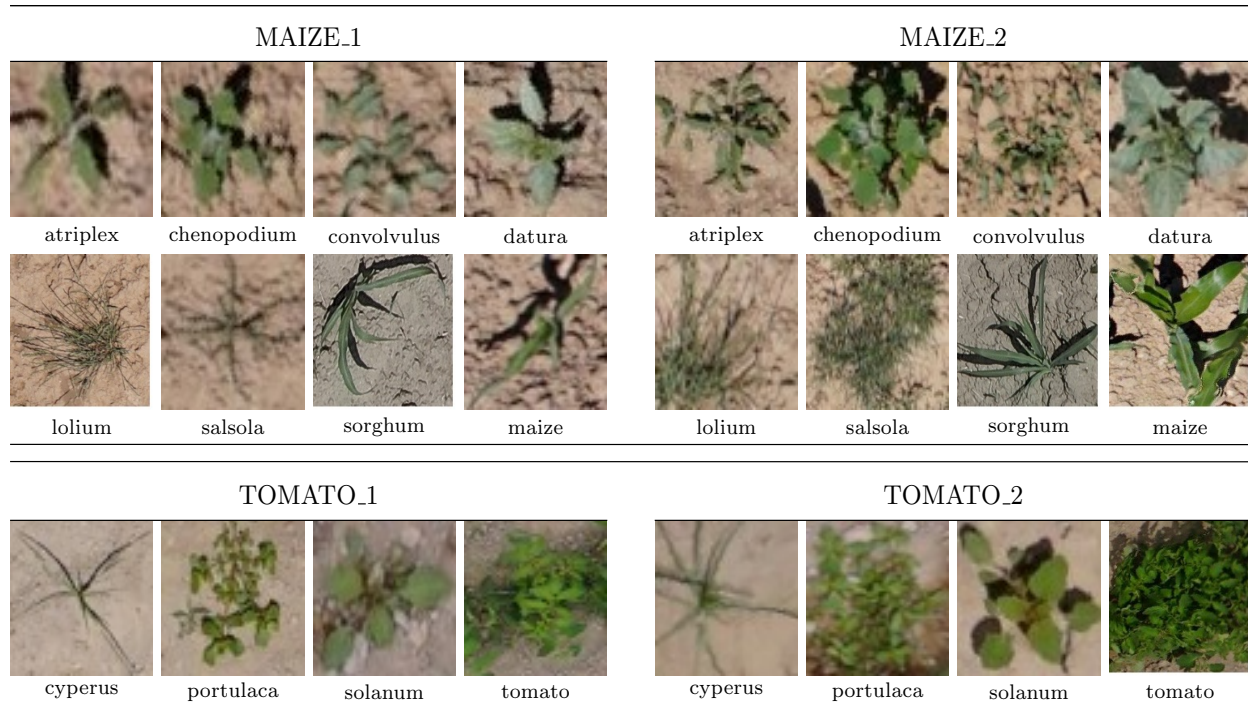 MAIZE_1 MAIZE_2
atriplex chenopodium convolvulus datura atriplex chenopodium convolvulus datura
lolium salsola sorghum maize lolium salsola sorghum maize
TOMATO_1 TOMATO_2
cyperus portulaca solanum tomato cyperus portulaca solanum tomato